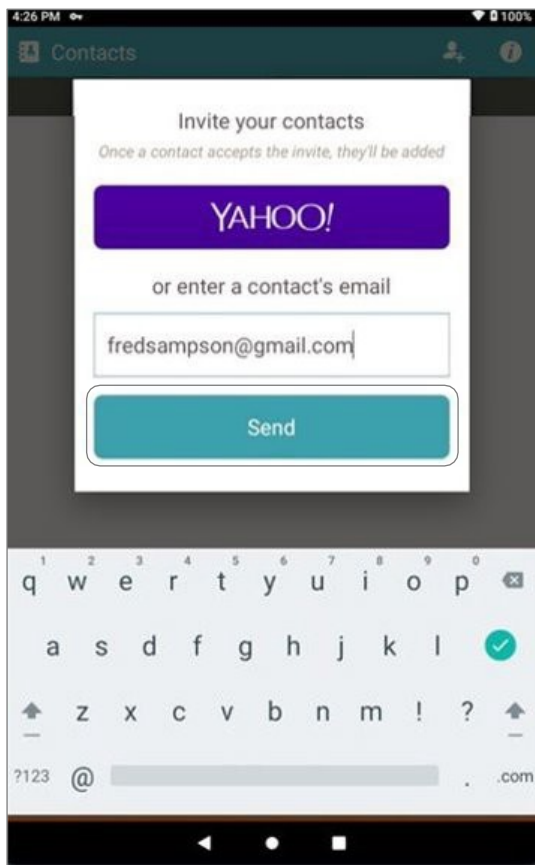 4:26 PM 100%
Contacts
Invite your contacts
Once a contact accepts the invite, they'll be added
YAHOO!
or enter a contact's email
fredsampson@gmail.com
Send
1 2 3 4 5 6 7 8 9 0
q w e r t y u i o p
a s d f g h j k l
z x c v b n m ! ?
?123 @ . .com